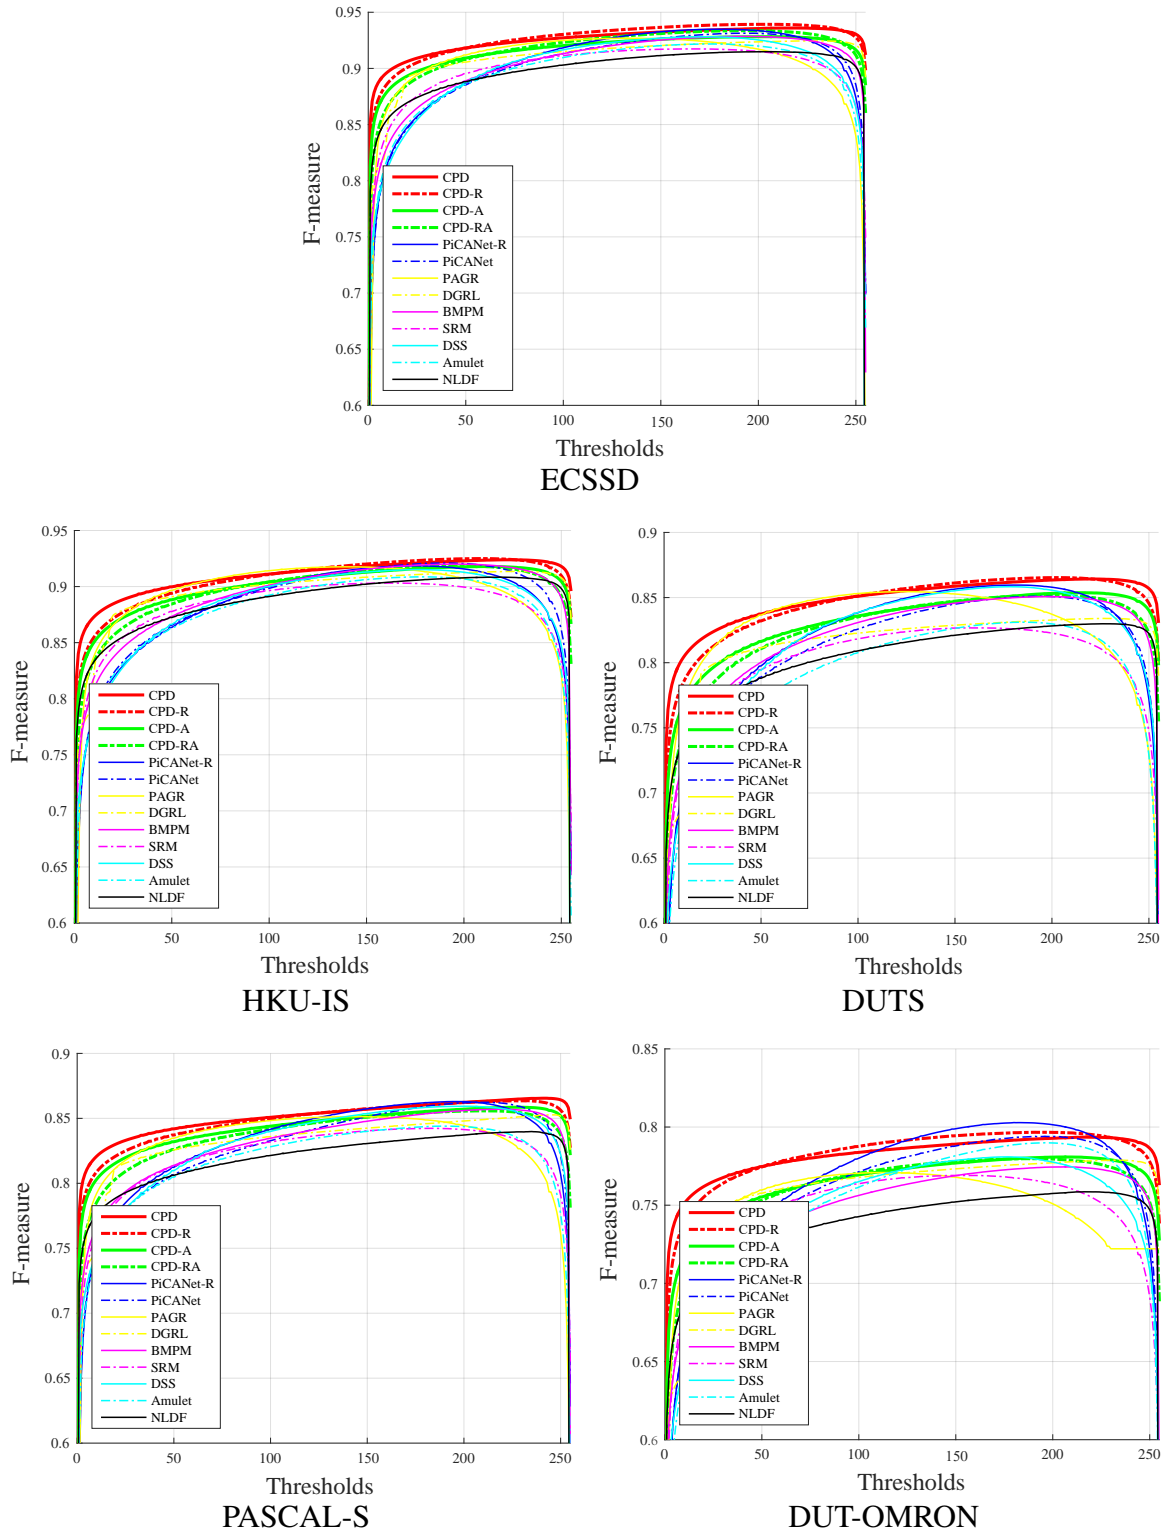 0.95
0.9
0.85
0.8
0.75
0.7
0.65
0.6
F-measure
CPD
CPD-R
CPD-A
CPD-RA
PiCANet-R
PiCANet
PAGR
DGRL
BMPM
SRM
DSS
Amulet
NLDF
0 50 100 150 200 250
Thresholds
ECSSD
0.95
0.9
0.85
0.8
0.75
0.7
0.65
0.6
F-measure
CPD
CPD-R
CPD-A
CPD-RA
PiCANet-R
PiCANet
PAGR
DGRL
BMPM
SRM
DSS
Amulet
NLDF
0 50 100 150 200 250
Thresholds
HKU-IS
0.9
0.85
0.8
0.75
0.7
0.65
0.6
F-measure
CPD
CPD-R
CPD-A
CPD-RA
PiCANet-R
PiCANet
PAGR
DGRL
BMPM
SRM
DSS
Amulet
NLDF
0 50 100 150 200 250
Thresholds
DUTS
0.9
0.85
0.8
0.75
0.7
0.65
0.6
F-measure
CPD
CPD-R
CPD-A
CPD-RA
PiCANet-R
PiCANet
PAGR
DGRL
BMPM
SRM
DSS
Amulet
NLDF
0 50 100 150 200 250
Thresholds
PASCAL-S
0.85
0.8
0.75
0.7
0.65
0.6
F-measure
CPD
CPD-R
CPD-A
CPD-RA
PiCANet-R
PiCANet
PAGR
DGRL
BMPM
SRM
DSS
Amulet
NLDF
0 50 100 150 200 250
Thresholds
DUT-OMRON